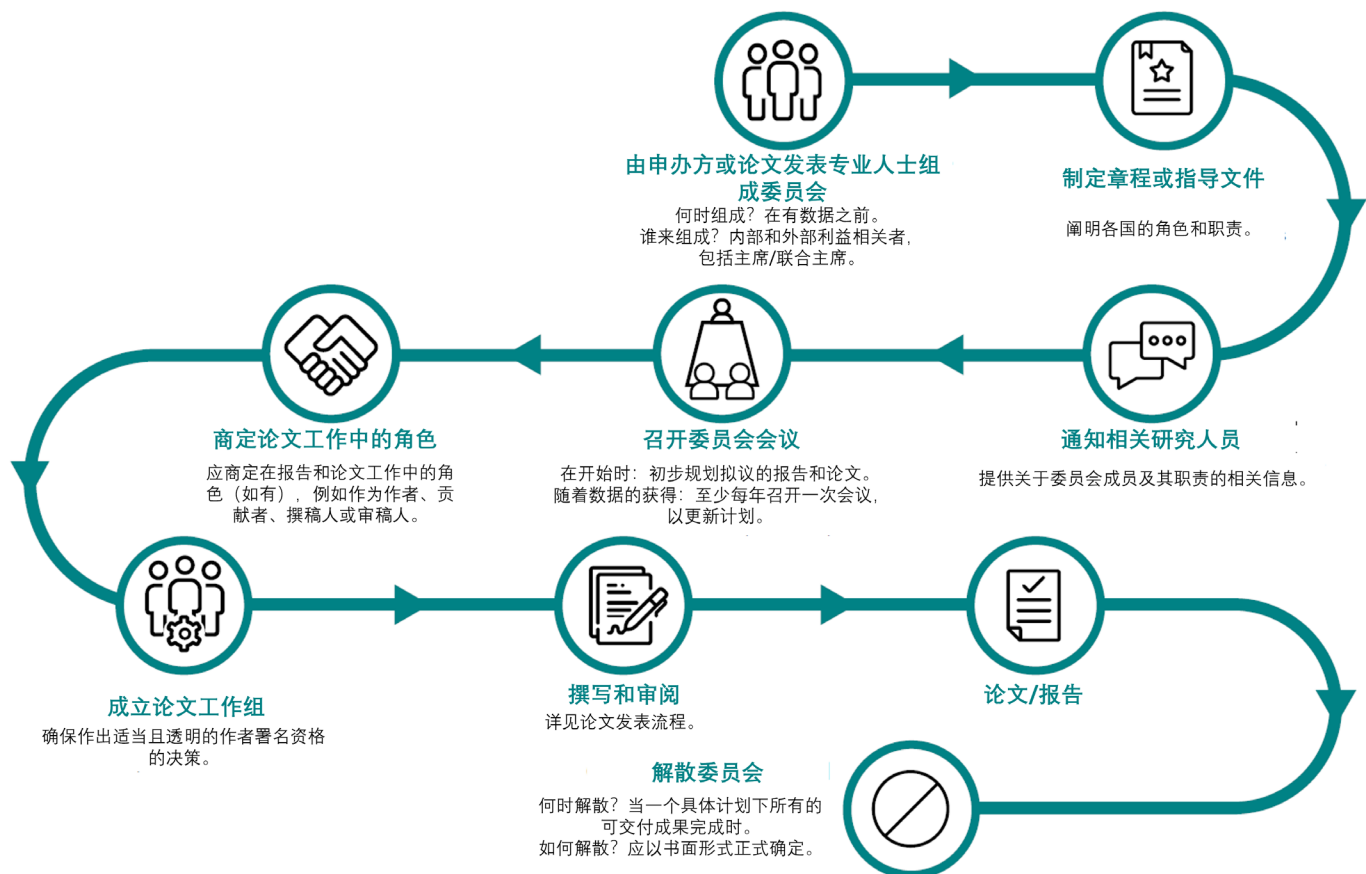 由申办方或论文发表专业人士组
成委员会
何时组成？在有数据之前。
谁来组成？内部和外部利益相关者，
包括主席/联合主席。
制定章程或指导文件
阐明各国的角色和职责。
通知相关研究人员
提供关于委员会成员及其职责的相关信息。
召开委员会会议
在开始时：初步规划拟议的报告和论文。
随着数据的获得：至少每年召开一次会议，
以更新计划。
商定论文工作中的角色
应商定在报告和论文工作中的角
色（如有），例如作为作者、贡
献者、撰稿人或审稿人。
成立论文工作组
确保作出适当且透明的作者署名资格
的决策。
撰写和审阅
详见论文发表流程。
论文/报告
解散委员会
何时解散？当一个具体计划下所有的
可交付成果完成时。
如何解散？应以书面形式正式确定。